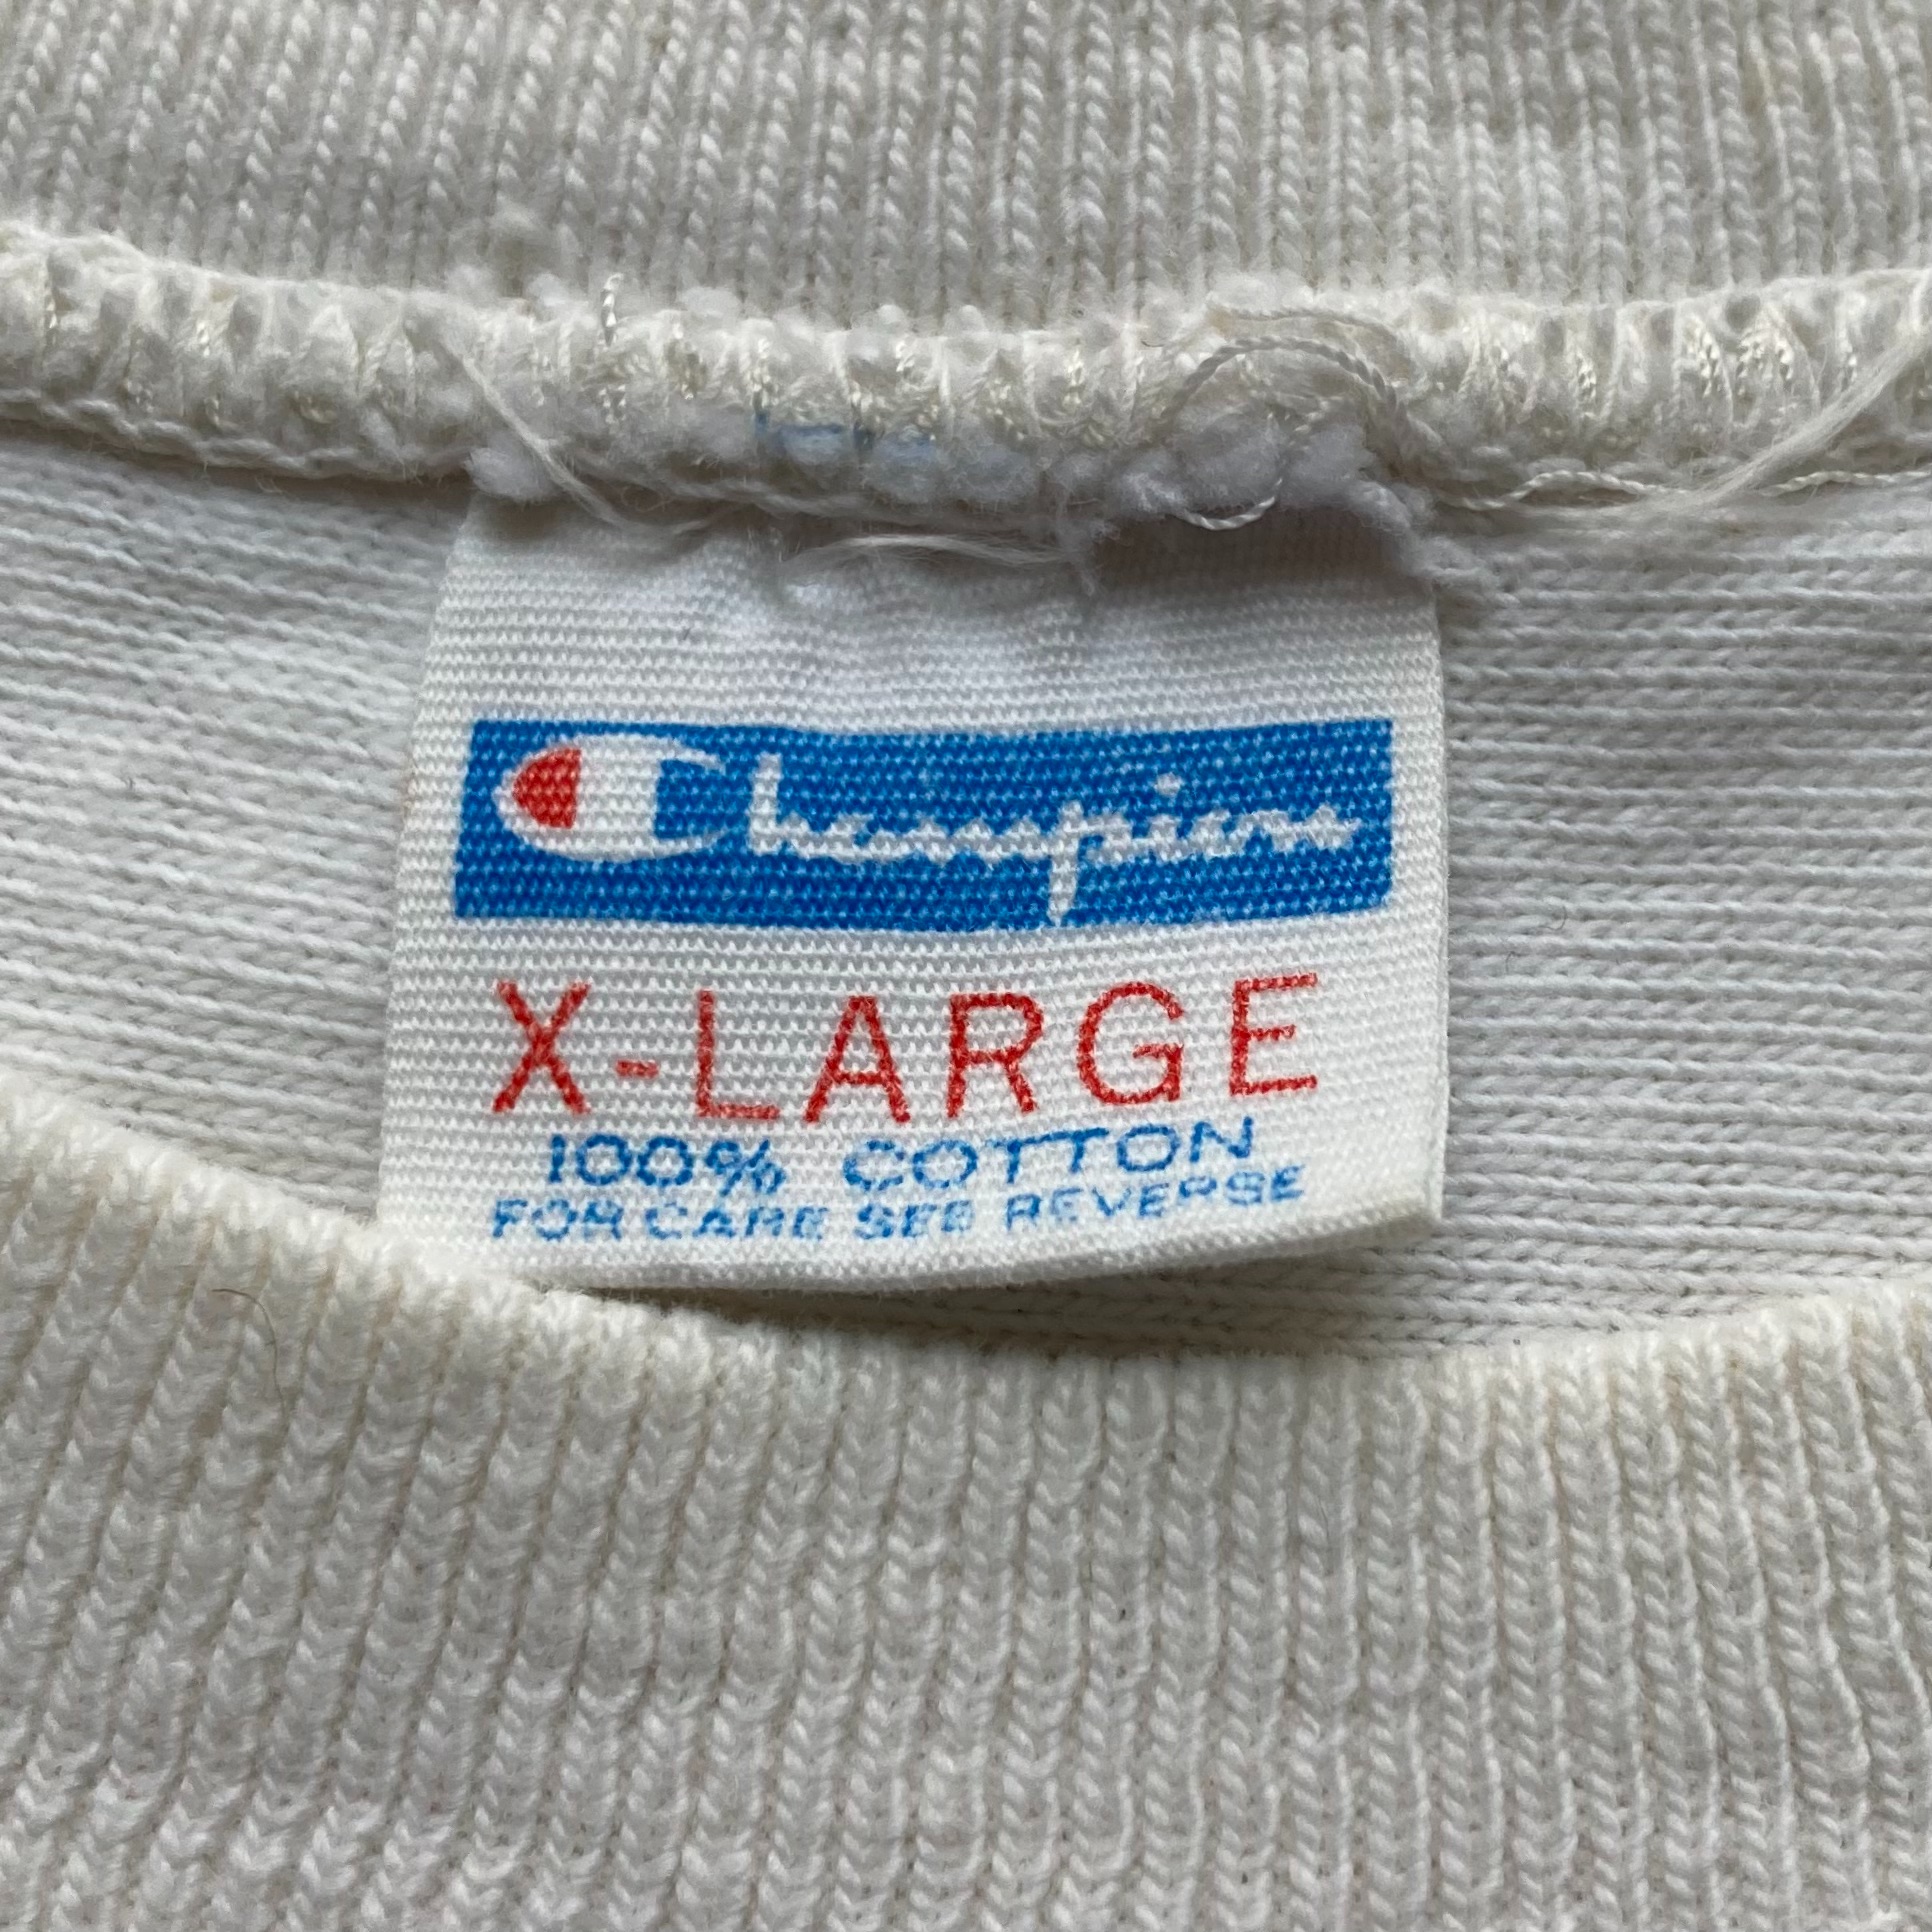 Champion
X-LARGE
100% COTTON
FOR CARE SEE REVERSE